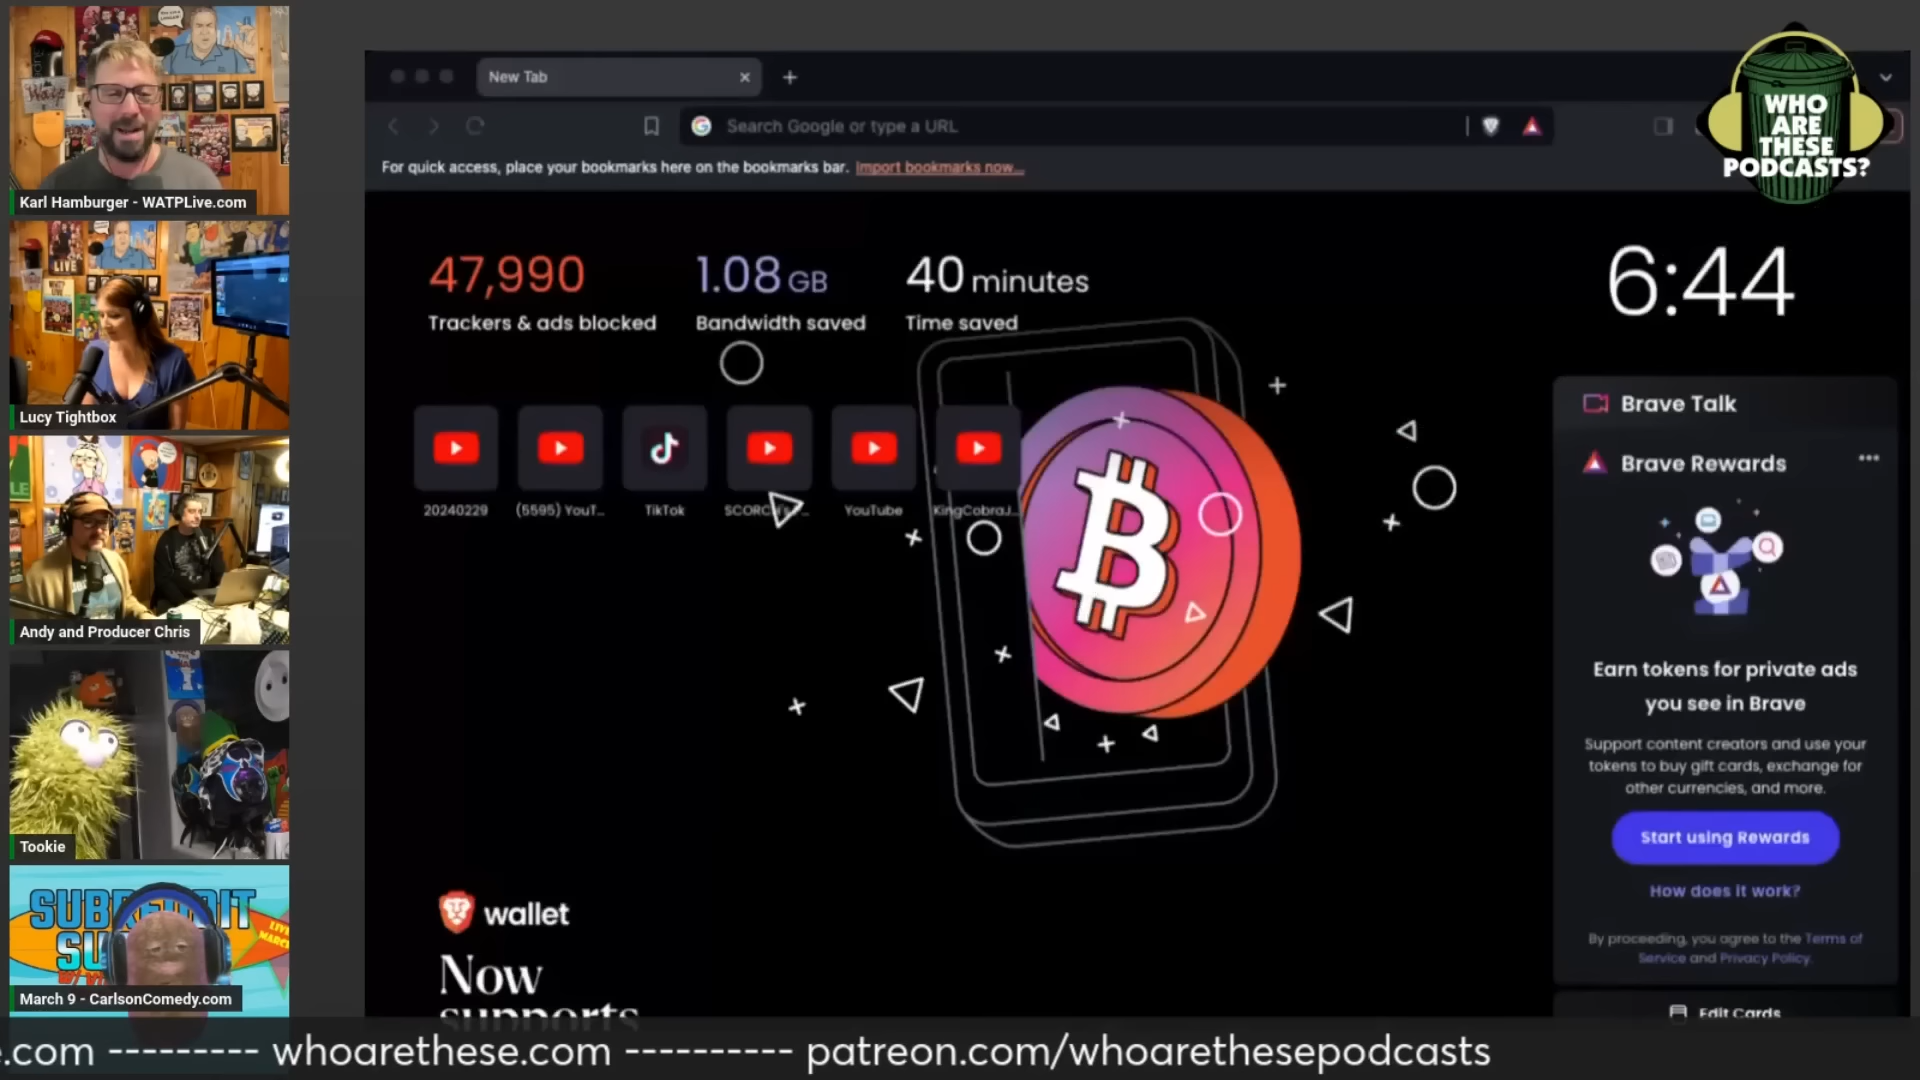 Karl Hamburger - WATPLive.com
Lucy Tightbox
Andy and Producer Chris
Tookie
SUBREDDIT
March 9 - CarlsonComedy.com
New Tab
Search Google or type a URL
For quick access, place your bookmarks here on the bookmarks bar. Import bookmarks now...
WHO
ARE
THESE
PODCASTS?
47,990
Trackers & ads blocked
1.08 GB
Bandwidth saved
40 minutes
Time saved
6:44
20240229
(5595) YouT...
TikTok
YouTube
KingCobraJ...
Brave Talk
Brave Rewards
Earn tokens for private ads
you see in Brave
Support content creators and use your
tokens to buy gift cards, exchange for
other currencies, and more.
Start using Rewards
How does it work?
By proceeding, you agree to the Terms of
Service and Privacy Policy.
Edit Cards
wallet
Now
supports
.com --------- whoarethese.com ---------- patreon.com/whoarethesepodcasts